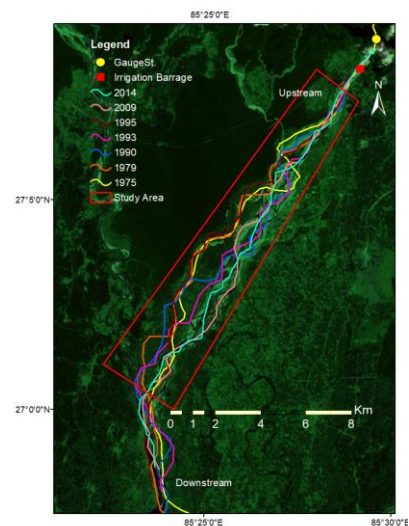 85°25'0"E
Legend
GaugeSt.
Irrigation Barrage
2014
2009
1995
1993
1990
1979
1975
Study Area
Upstream
N
27°5'0"N
27°0'0"N
Km
0 1 2 4 6 8
Downstream
85°25'0"E
85°30'0"E